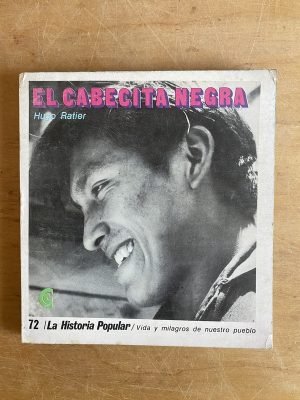 EL CABECITA NEGRA
Hugo Ratier
72 / La Historia Popular / Vida y milagros de nuestro pueblo